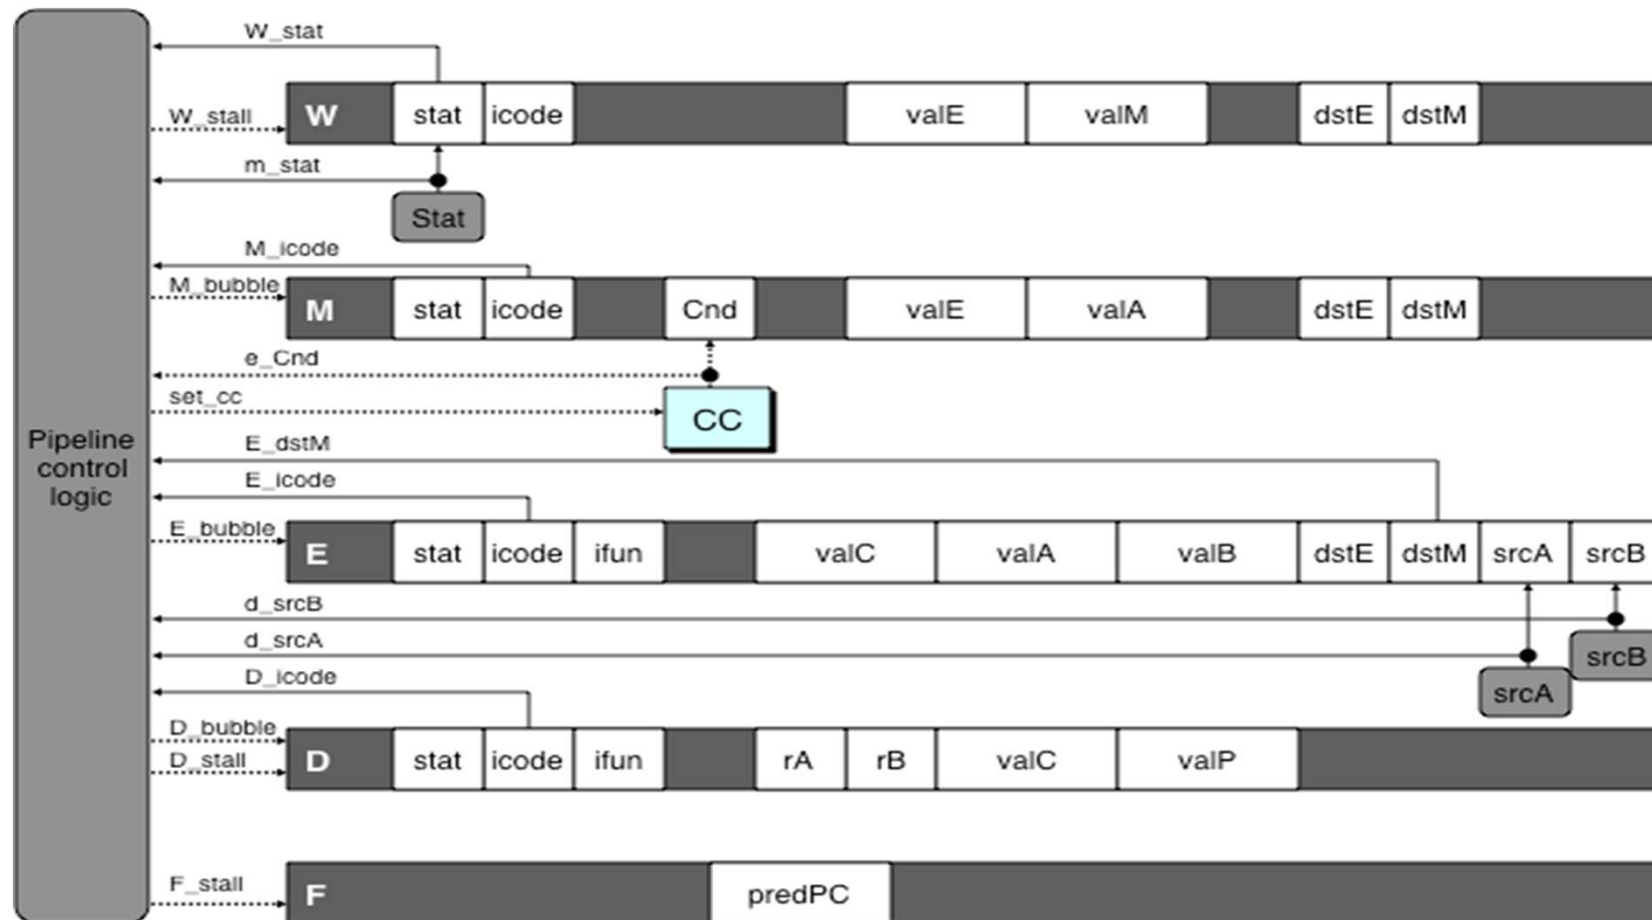 W_stat
W_stall
W stat icode valE valM dstE dstM
m_stat
Stat
M_icode
M_bubble
M stat icode Cnd valE valA dstE dstM
e_Cnd
set_cc
CC
Pipeline
control
logic
E_dstM
E_icode
E_bubble
E stat icode ifun valC valA valB dstE dstM srcA srcB
d_srcB
d_srcA
srcB
D_icode
srcA
D_bubble
D_stall
D stat icode ifun rA rB valC valP
F_stall
F predPC